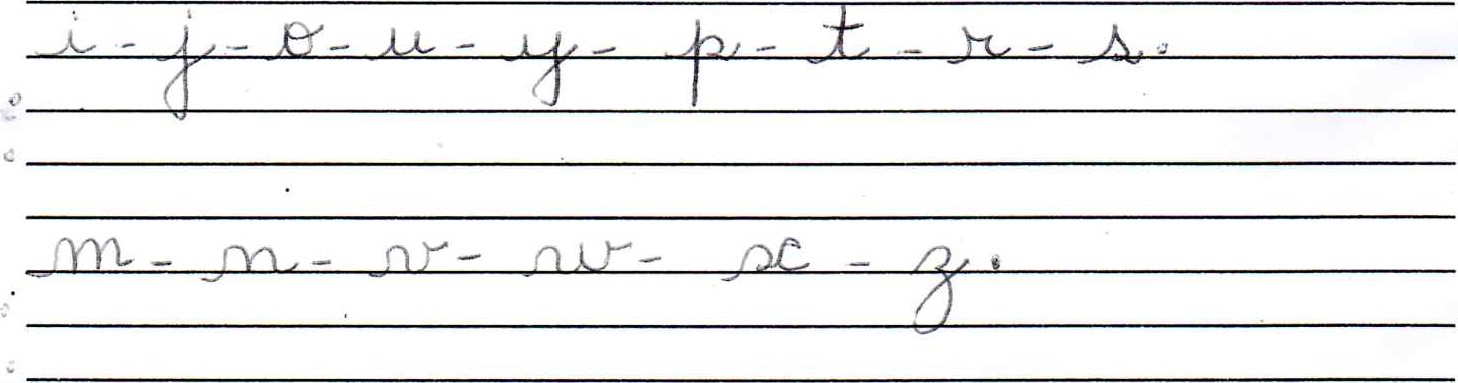 i - j - o - u - y - p - t - r - s.
m - n - v - w - x - z.